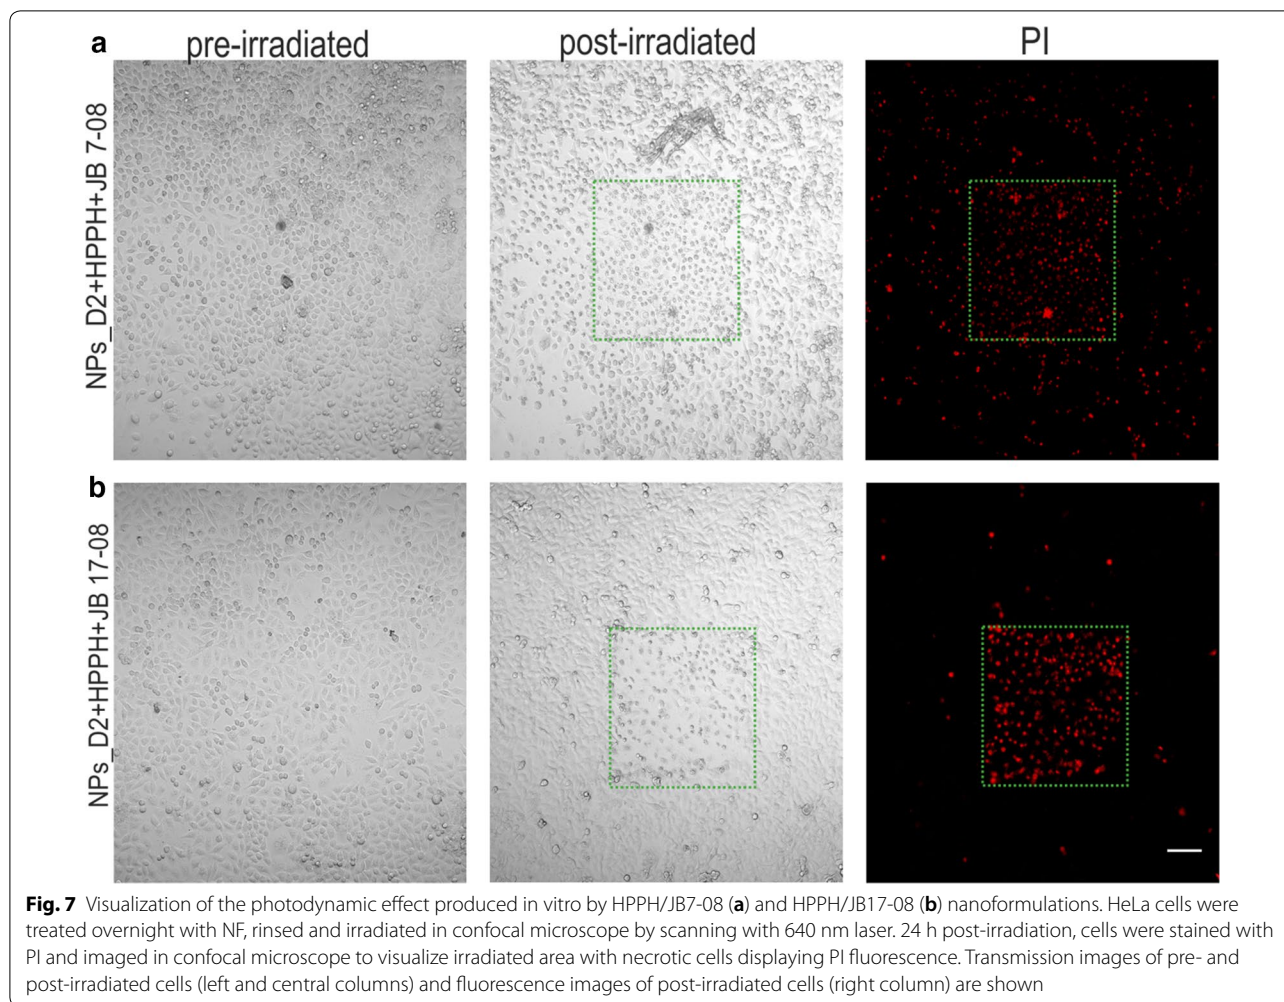 a
pre-irradiated
post-irradiated
PI
NPs_D2+HPPH+JB 7-08
b
NPs_D2+HPPH+JB 17-08
Fig. 7 Visualization of the photodynamic effect produced in vitro by HPPH/JB7-08 (a) and HPPH/JB17-08 (b) nanoformulations. HeLa cells were
treated overnight with NF, rinsed and irradiated in confocal microscope by scanning with 640 nm laser. 24 h post-irradiation, cells were stained with
PI and imaged in confocal microscope to visualize irradiated area with necrotic cells displaying PI fluorescence. Transmission images of pre- and
post-irradiated cells (left and central columns) and fluorescence images of post-irradiated cells (right column) are shown